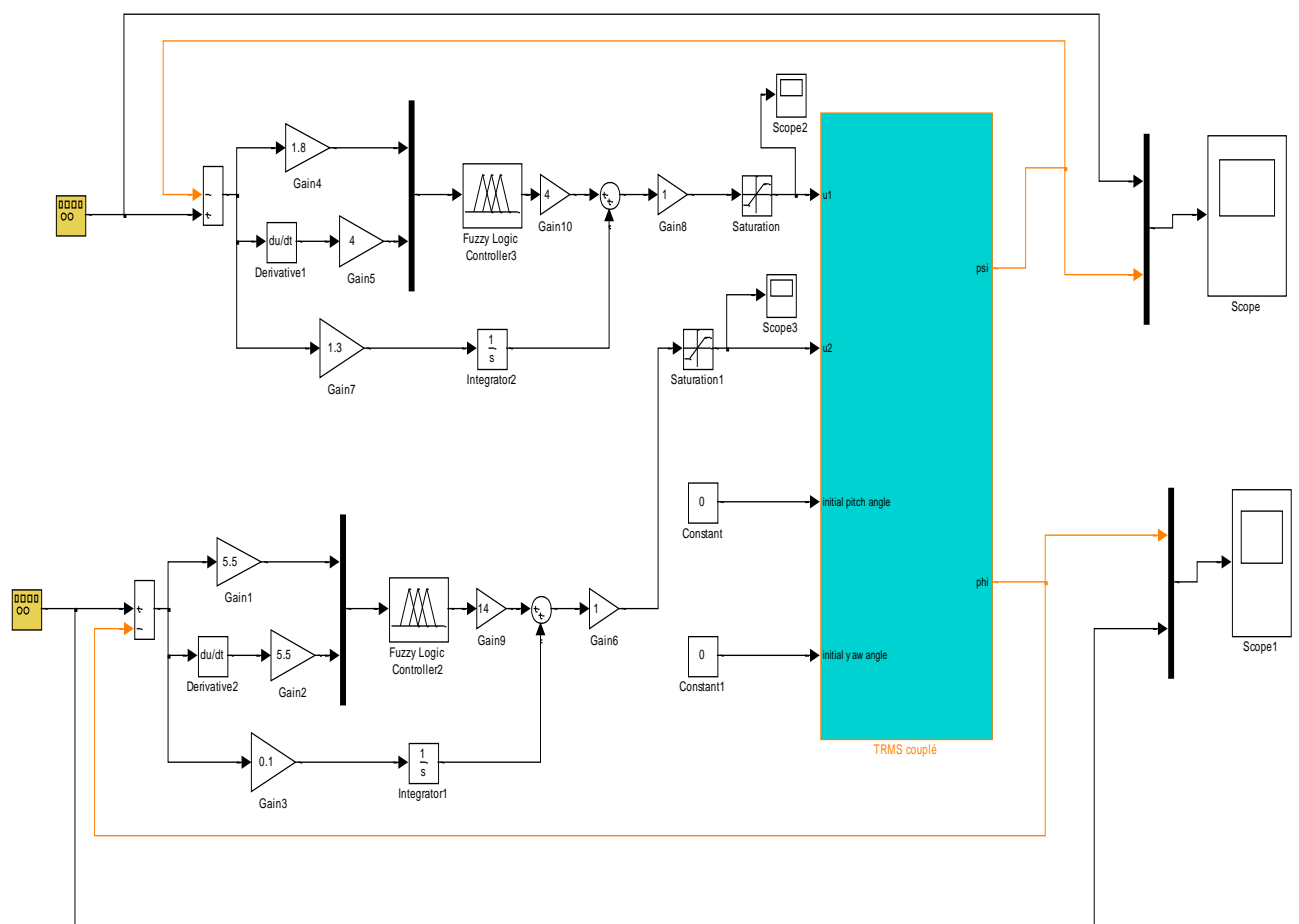 Scope2
1.8
Gain4
-
+
Fuzzy Logic
Controller3
4
Gain10
+
+
1
Gain8
Saturation
u1
Scope
du/dt
Derivative1
4
Gain5
psi
Scope3
1.3
Gain7
1
s
Integrator2
Saturation1
u2
0
Constant
initial pitch angle
5.5
Gain1
+
-
Fuzzy Logic
Controller2
14
Gain9
+
+
1
Gain6
phi
Scope1
du/dt
Derivative2
5.5
Gain2
0
Constant1
initial yaw angle
0.1
Gain3
1
s
Integrator1
TRMS couplé